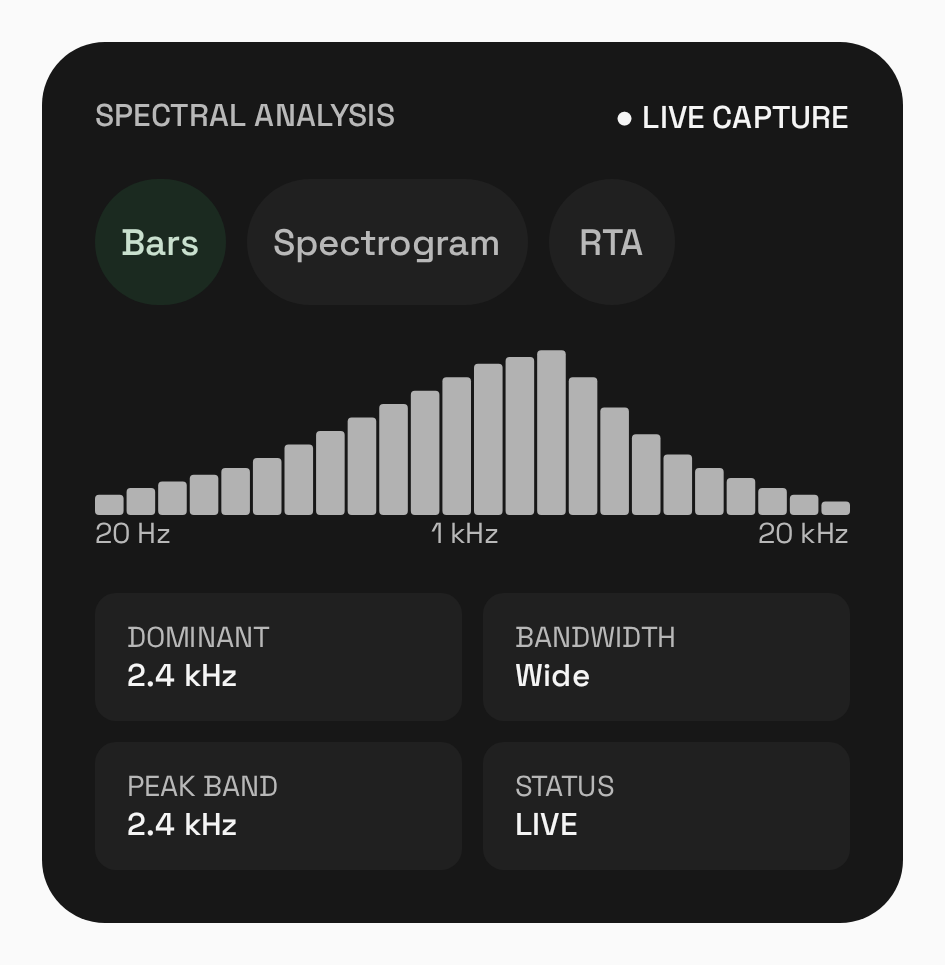 SPECTRAL ANALYSIS
● LIVE CAPTURE
Bars
Spectrogram
RTA
20 Hz
1 kHz
20 kHz
DOMINANT
2.4 kHz
BANDWIDTH
Wide
PEAK BAND
2.4 kHz
STATUS
LIVE